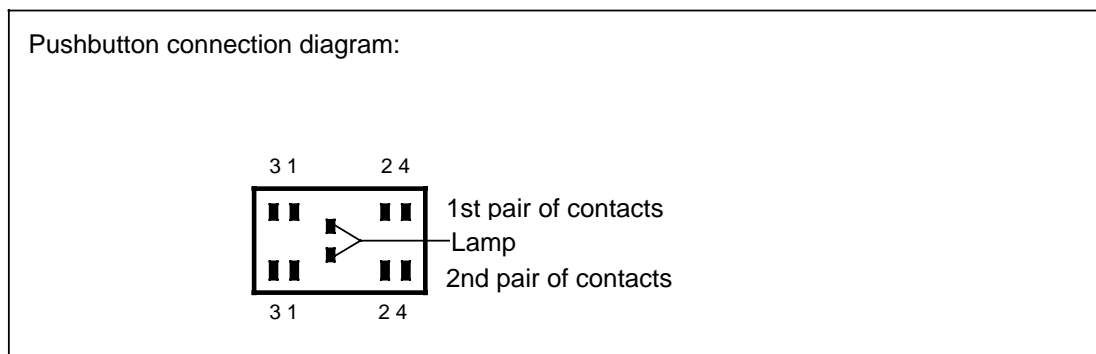 Pushbutton connection diagram:
3 1 2 4
1st pair of contacts
Lamp
2nd pair of contacts
3 1 2 4